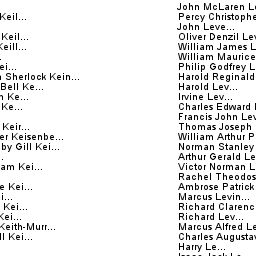 John McLaren L
Keil...
Percy Christophe
John Leve...
Keil...
Oliver Denzil Lev
Keill...
William James L
...
William Maurice
ei...
Philip Godfrey L
Sherlock Kein...
Harold Reginald
Bell Ke...
Harold Lev...
Ke...
Irvine Lev...
Ke...
Charles Edward
Francis John Lev
Keir...
Thomas Joseph
er Keisenbe...
William Arthur P
by Gill Kei...
Norman Stanley
Arthur Gerald Le
am Kei...
Victor Norman L
Rachel Theodos
e Kei...
Ambrose Patrick
i...
Marcus Levin...
Kei...
Richard Clarenc
Kei...
Richard Lev...
Keith-Murr...
Marcus Alfred Le
ll Kei...
Charles Augustav
Harry Le...